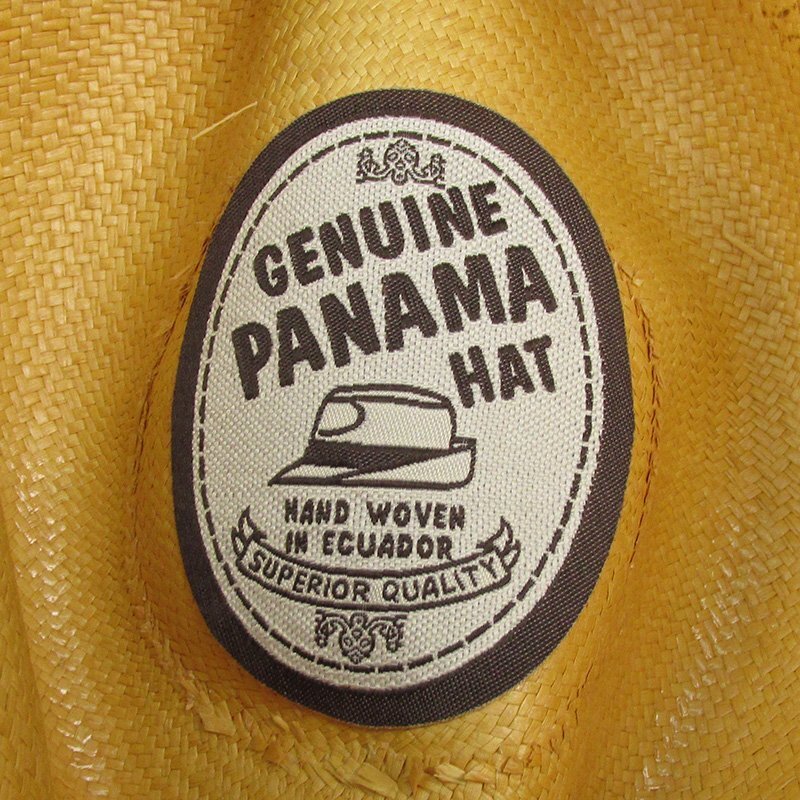 GENUINE
PANAMA
HAT
HAND WOVEN
IN ECUADOR
SUPERIOR QUALITY